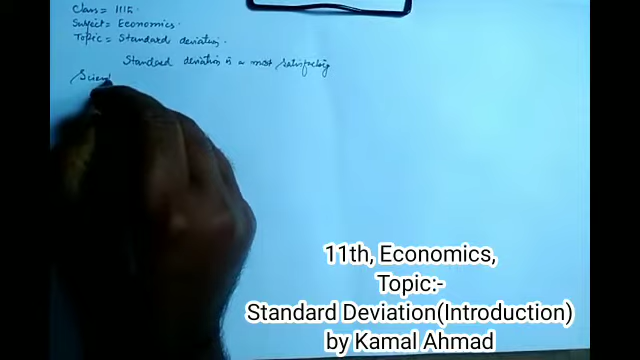 Class = 11th.
Subject = Economics.
Topic = Standard deviation.
Standard deviation is a most satisfactory
Scien
11th, Economics,
Topic:-
Standard Deviation(Introduction)
by Kamal Ahmad